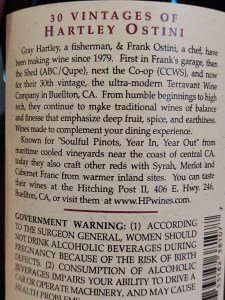 30 VINTAGES OF
HARTLEY OSTINI
Gray Hartley, a fisherman, & Frank Ostini, a chef, have
been making wine since 1979. First in Frank's garage, then
the Shed (ABC/Qupe), next the Co-op (CCWS), and now
for their 30th vintage, the ultra-modern Terravant Wine
Company in Buellton, CA. From humble beginnings to high
tech, they continue to make traditional wines of balance
and finesse that emphasize deep fruit, spice, and earthiness.
Wines made to complement your dining experience.
Known for "Soulful Pinots, Year In, Year Out" from
maritime cooled vineyards near the coast of central CA,
today they also craft other reds with Syrah, Merlot and
Cabernet Franc from warmer inland sites. You can taste
their wines at the Hitching Post II, 406 E. Hwy. 246,
Buellton, CA, or visit them at www.HPwines.com.
GOVERNMENT WARNING: (1) ACCORDING
TO THE SURGEON GENERAL, WOMEN SHOULD
NOT DRINK ALCOHOLIC BEVERAGES DURING
PREGNANCY BECAUSE OF THE RISK OF BIRTH
DEFECTS. (2) CONSUMPTION OF ALCOHOLIC
BEVERAGES IMPAIRS YOUR ABILITY TO DRIVE A
CAR OR OPERATE MACHINERY, AND MAY CAUSE
HEALTH PROBLEMS